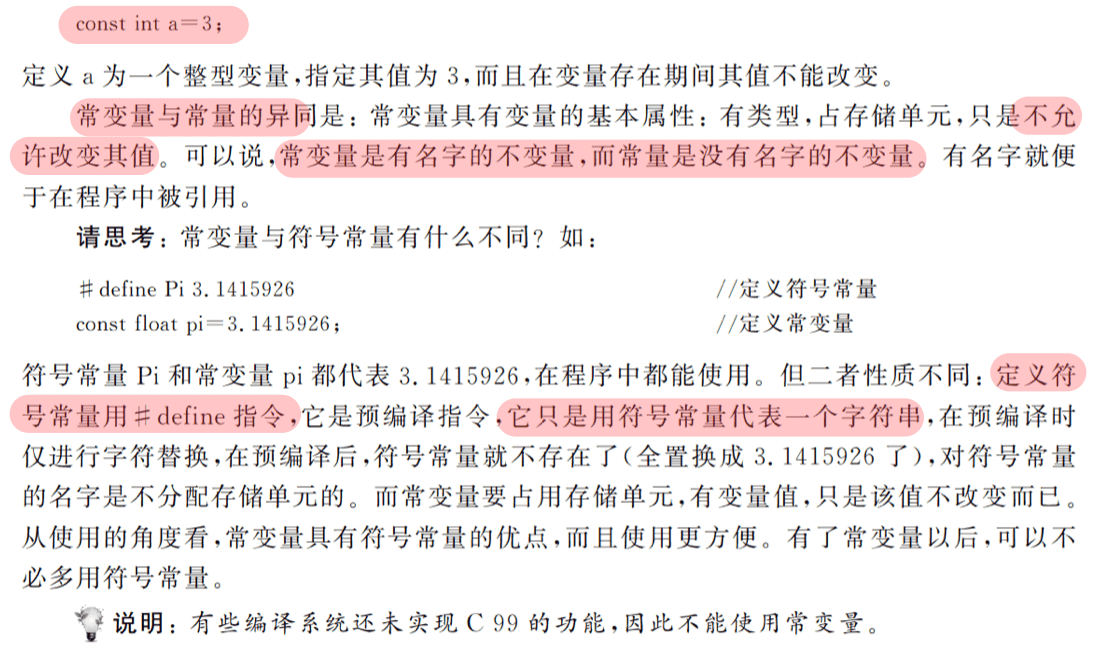 const int a=3;
定义 a 为一个整型变量,指定其值为 3,而且在变量存在期间其值不能改变。
常变量与常量的异同是:常变量具有变量的基本属性:有类型,占存储单元,只是不允
许改变其值。可以说,常变量是有名字的不变量,而常量是没有名字的不变量。有名字就便
于在程序中被引用。
请思考:常变量与符号常量有什么不同?如:
#define Pi 3.1415926 //定义符号常量
const float pi=3.1415926; //定义常变量
符号常量 Pi 和常变量 pi 都代表 3.1415926,在程序中都能使用。但二者性质不同:定义符
号常量用#define 指令,它是预编译指令,它只是用符号常量代表一个字符串,在预编译时
仅进行字符替换,在预编译后,符号常量就不存在了(全置换成 3.1415926 了),对符号常量
的名字是不分配存储单元的。而常变量要占用存储单元,有变量值,只是该值不改变而已。
从使用的角度看,常变量具有符号常量的优点,而且使用更方便。有了常变量以后,可以不
必多用符号常量。
说明:有些编译系统还未实现 C 99 的功能,因此不能使用常变量。